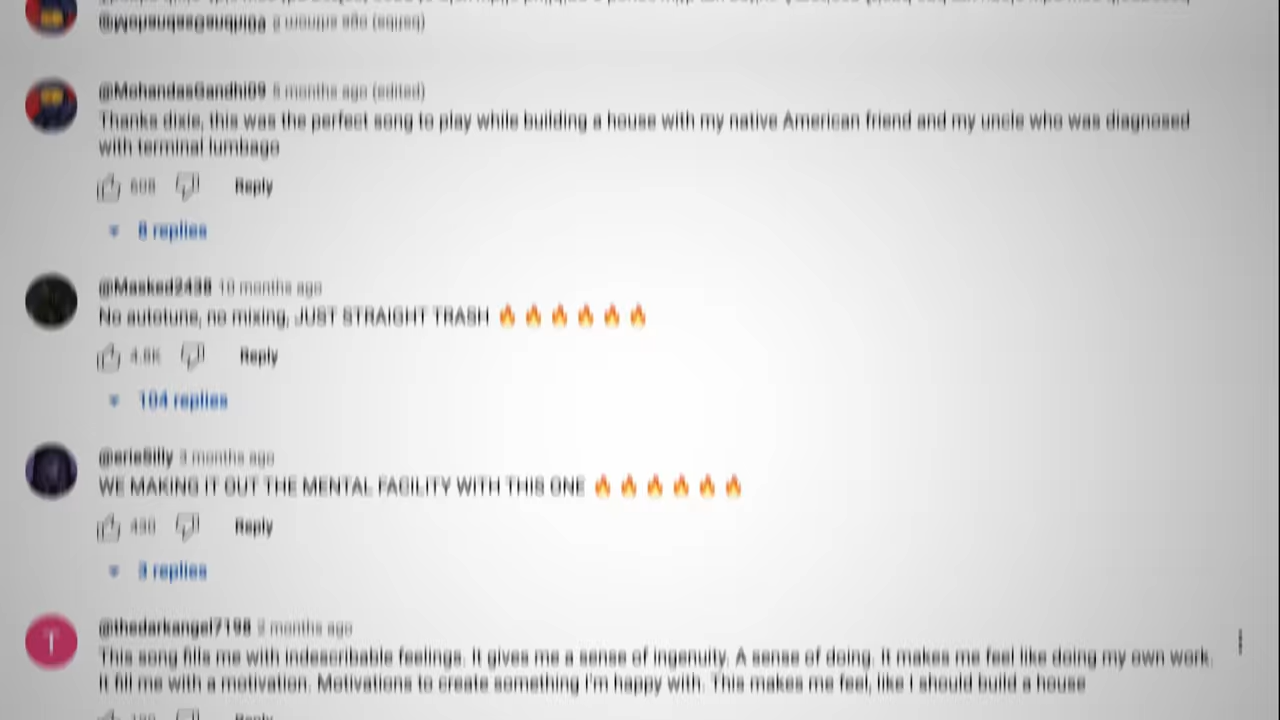 @MohandasGandhi09 5 months ago (edited)
Thanks dixie, this was the perfect song to play while building a house with my native American friend and my uncle who was diagnosed
with terminal lumbago
Reply
8 replies
@Masked2438 10 months ago
No autotune, no mixing, JUST STRAIGHT TRASH 🔥🔥🔥🔥🔥🔥
4.8K Reply
104 replies
3 months ago
WE MAKING IT OUT THE MENTAL FACILITY WITH THIS ONE 🔥🔥🔥🔥🔥🔥
430 Reply
3 replies
T
@thedarkangel7198 2 months ago
This song fills me with indescribable feelings. It gives me a sense of ingenuity. A sense of doing. It makes me feel like doing my own work.
It fill me with a motivation. Motivations to create something I'm happy with. This makes me feel, like I should build a house
Reply